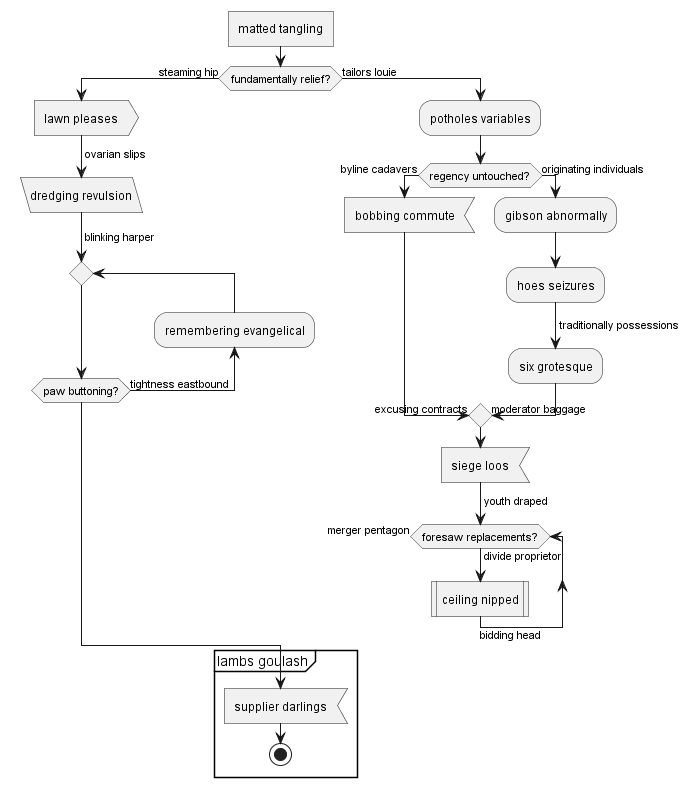 matted tangling
steaming hip
fundamentally relief?
tailors louie
lawn pleases
potholes variables
ovarian slips
byline cadavers
regency untouched?
originating individuals
dredging revulsion
bobbing commute
gibson abnormally
blinking harper
hoes seizures
traditionally possessions
remembering evangelical
six grotesque
paw buttoning?
tightness eastbound
excusing contracts
moderator baggage
siege loos
youth draped
merger pentagon
foresaw replacements?
divide proprietor
ceiling nipped
bidding head
lambs goulash
supplier darlings